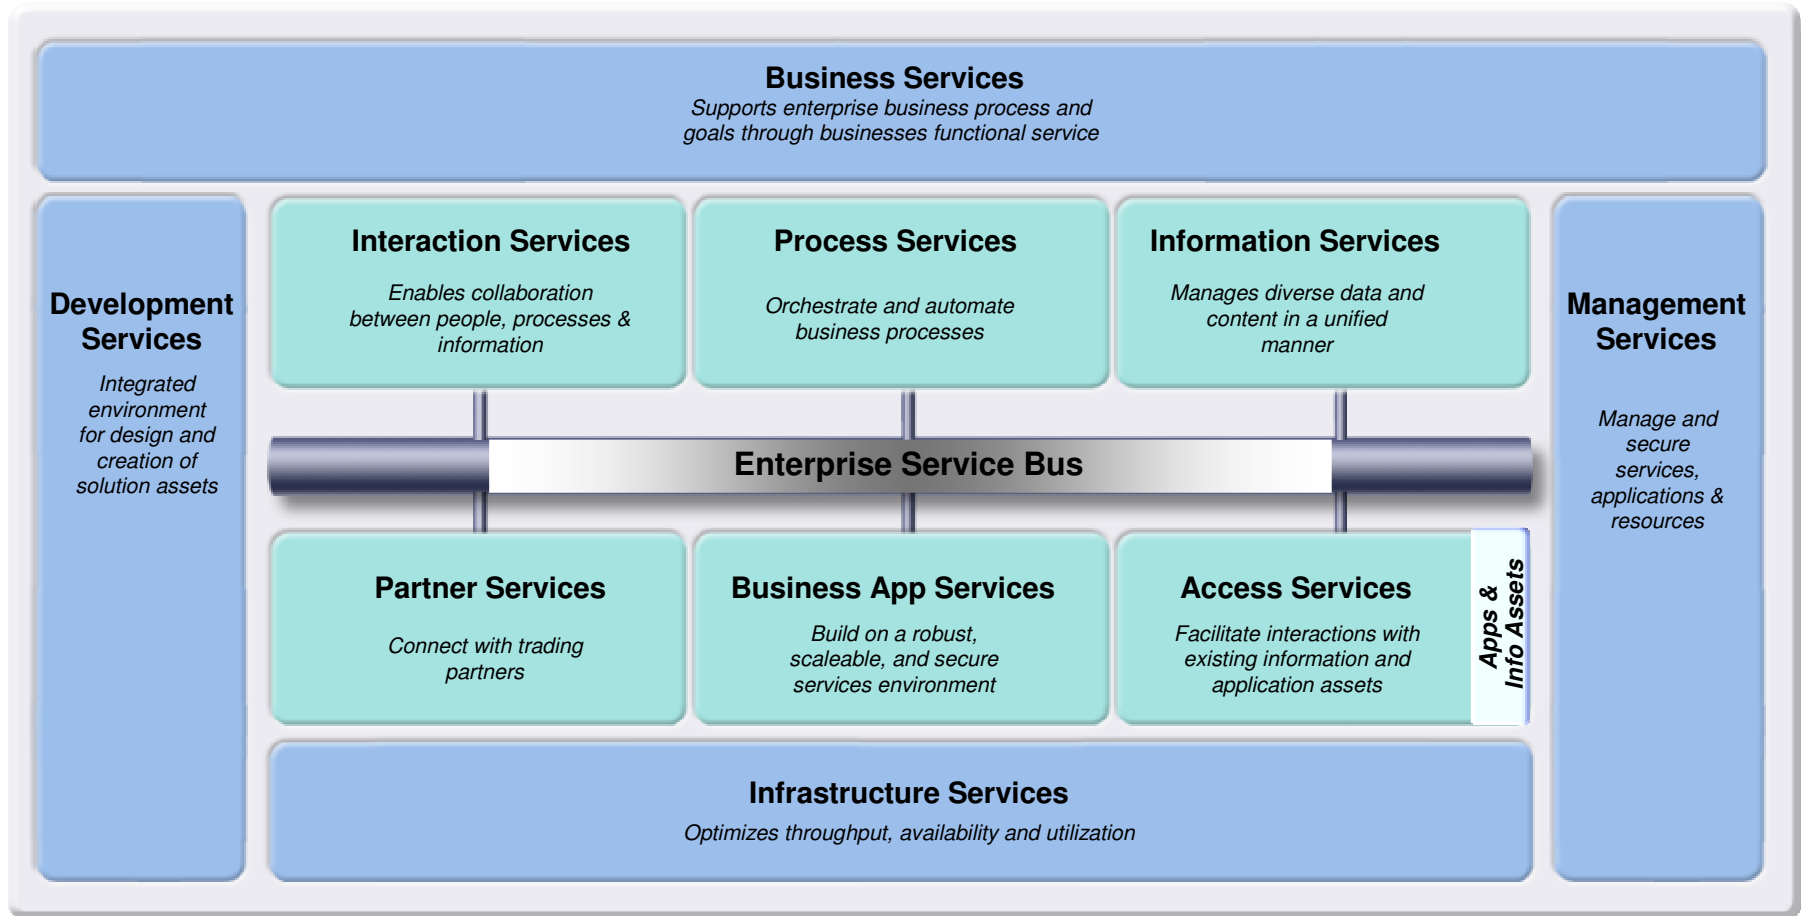 Business Services
Supports enterprise business process and
goals through businesses functional service
Development
Services
Integrated
environment
for design and
creation of
solution assets
Interaction Services
Enables collaboration
between people, processes &
information
Process Services
Orchestrate and automate
business processes
Information Services
Manages diverse data and
content in a unified
manner
Management
Services
Manage and
secure
services,
applications &
resources
Enterprise Service Bus
Partner Services
Connect with trading
partners
Business App Services
Build on a robust,
scaleable, and secure
services environment
Access Services
Facilitate interactions with
existing information and
application assets
Apps &
Info Assets
Infrastructure Services
Optimizes throughput, availability and utilization